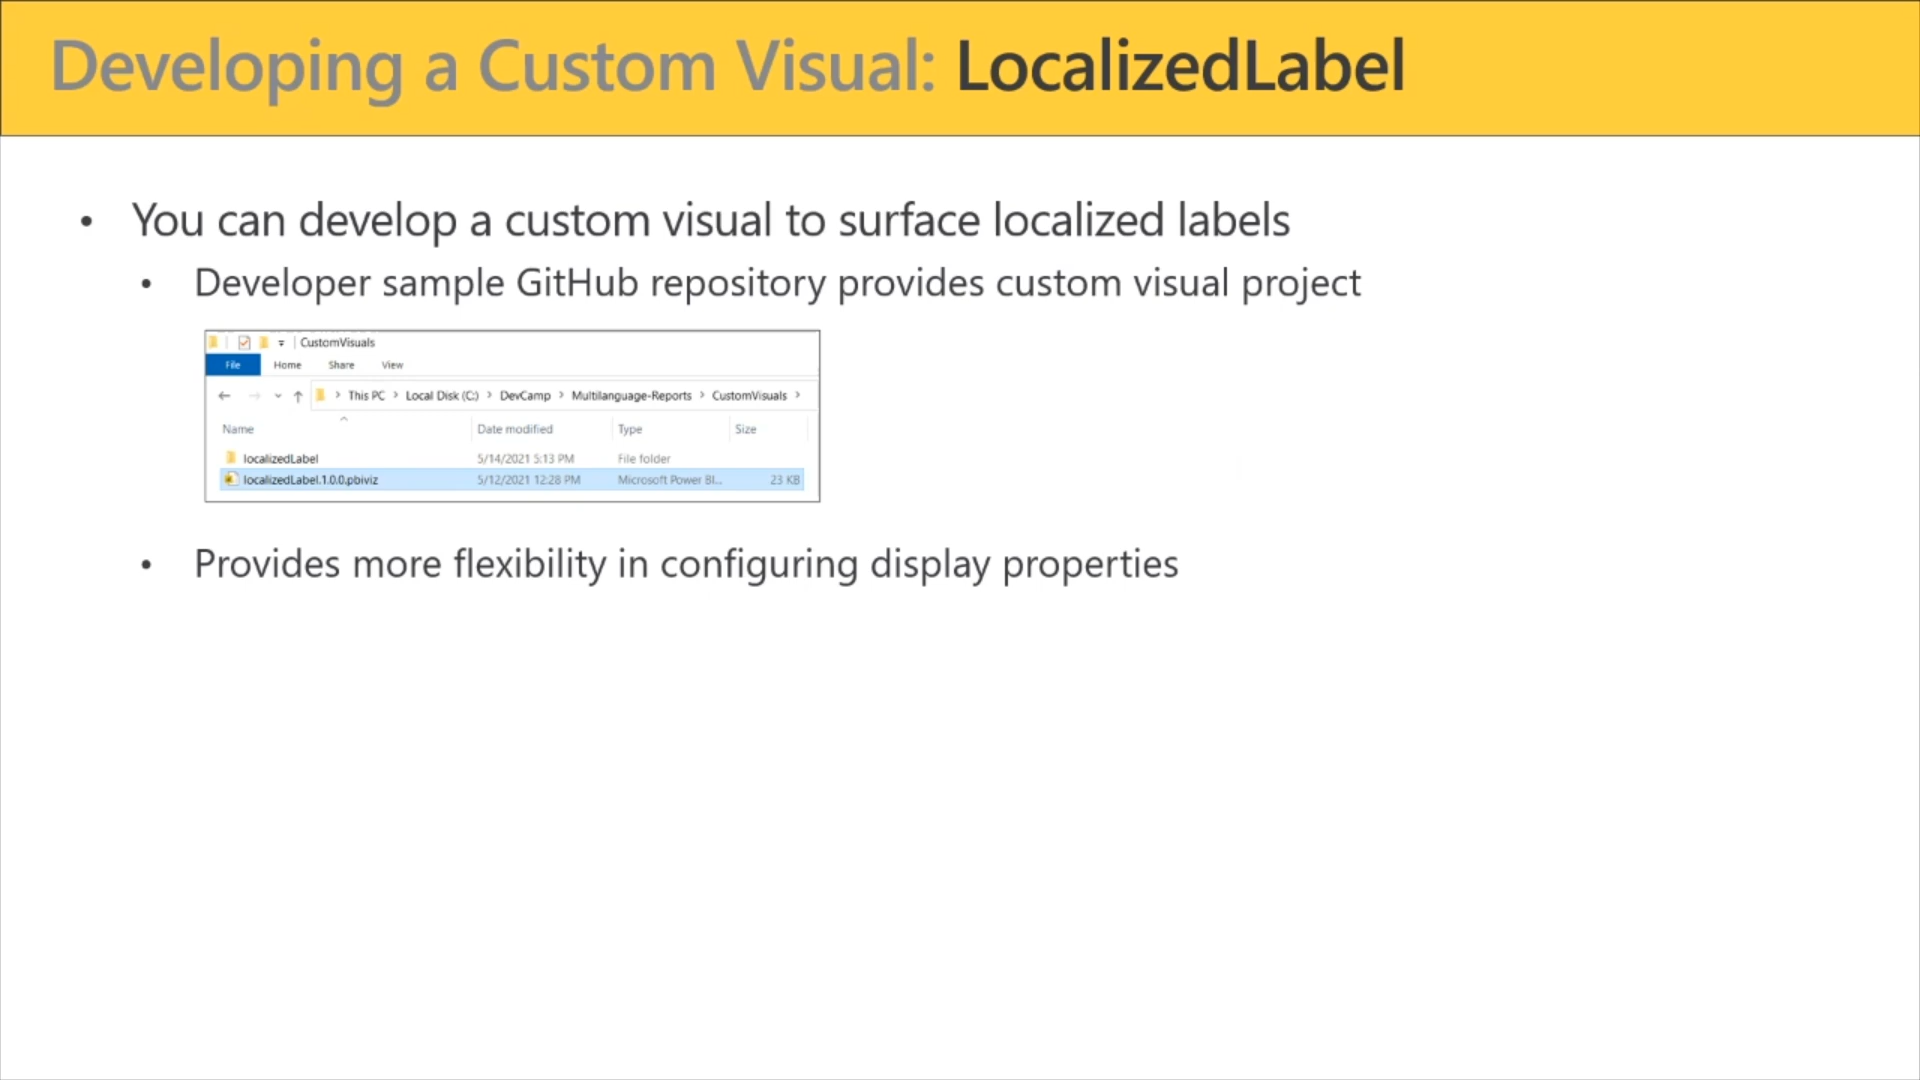 Developing a Custom Visual: LocalizedLabel
• You can develop a custom visual to surface localized labels
• Developer sample GitHub repository provides custom visual project
CustomVisuals
File Home Share View
This PC > Local Disk (C:) > DevCamp > Multilanguage-Reports > CustomVisuals >
Name Date modified Type Size
localizedLabel 5/14/2021 5:13 PM File folder
localizedLabel.1.0.0.pbiviz 5/12/2021 12:28 PM Microsoft Power BI... 23 KB
• Provides more flexibility in configuring display properties